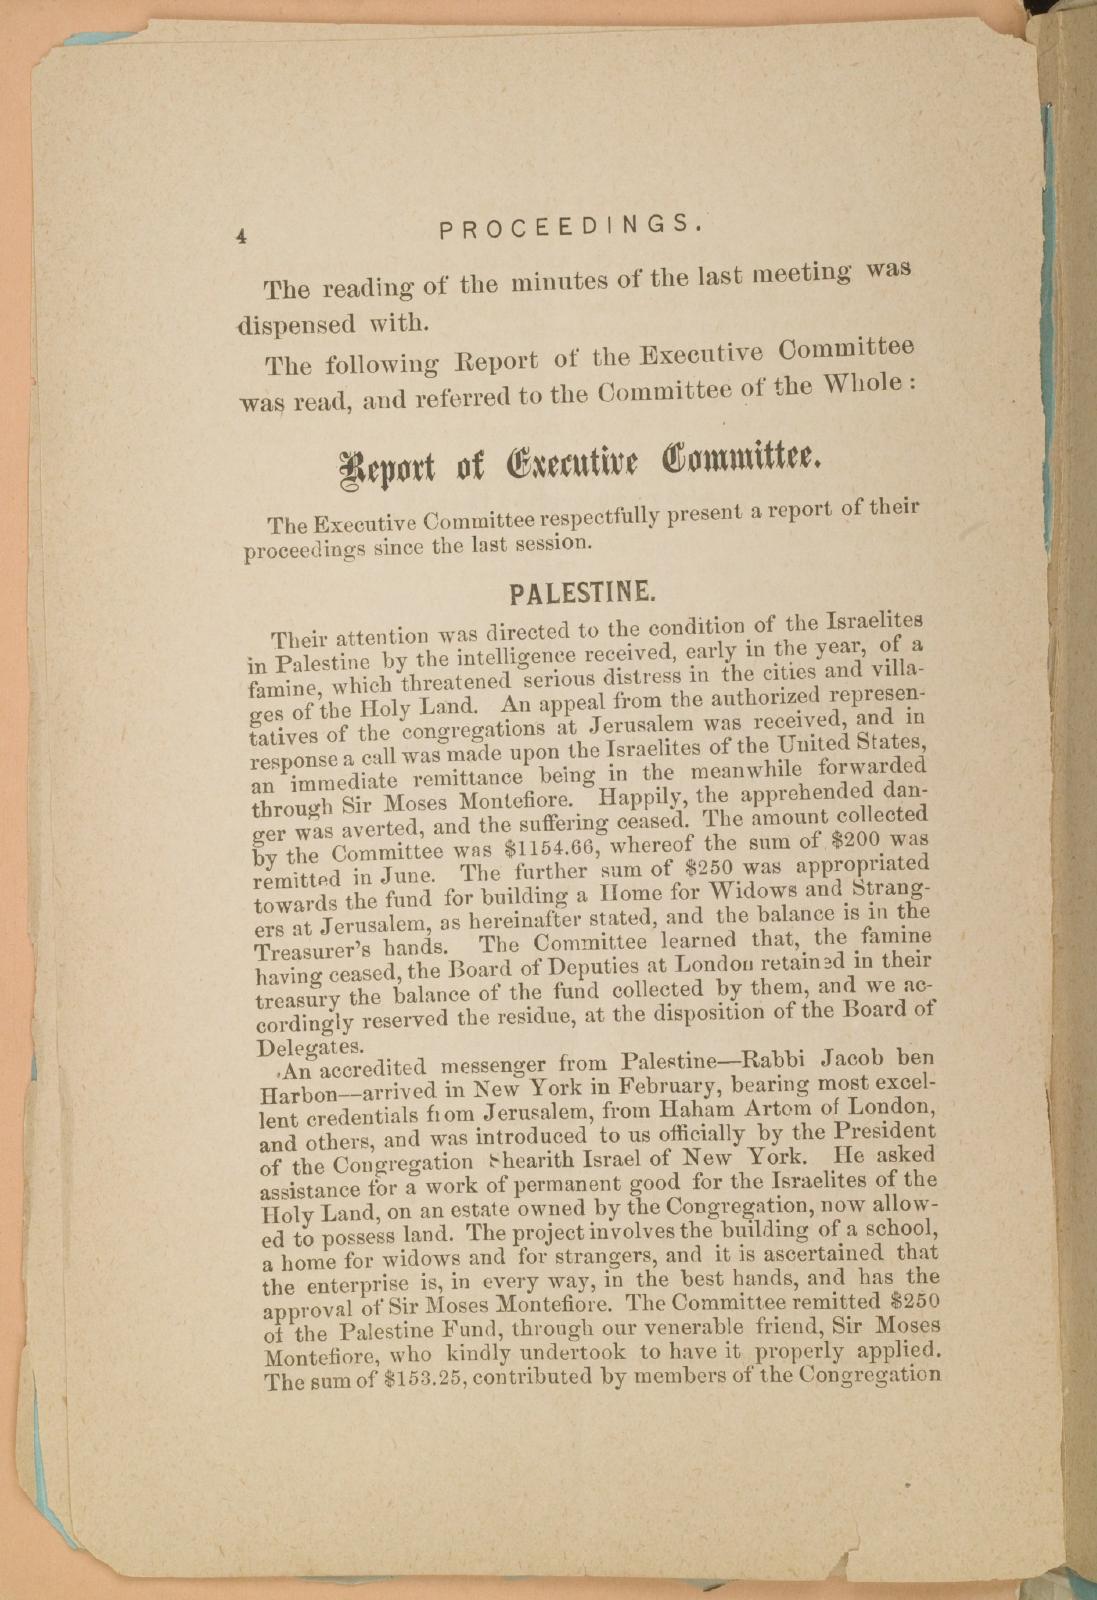 4 PROCEEDINGS.
The reading of the minutes of the last meeting was
dispensed with.
The following Report of the Executive Committee
was read, and referred to the Committee of the Whole :
Report of Executive Committee.
The Executive Committee respectfully present a report of their
proceedings since the last session.
PALESTINE.
Their attention was directed to the condition of the Israelites
in Palestine by the intelligence received, early in the year, of a
famine, which threatened serious distress in the cities and villa-
ges of the Holy Land. An appeal from the authorized represen-
tatives of the congregations at Jerusalem was received, and in
response a call was made upon the Israelites of the United States,
an immediate remittance being in the meanwhile forwarded
through Sir Moses Montefiore. Happily, the apprehended dan-
ger was averted, and the suffering ceased. The amount collected
by the Committee was $1154.66, whereof the sum of $200 was
remitted in June. The further sum of $250 was appropriated
towards the fund for building a Home for Widows and Strang-
ers at Jerusalem, as hereinafter stated, and the balance is in the
Treasurer's hands. The Committee learned that, the famine
having ceased, the Board of Deputies at London retained in their
treasury the balance of the fund collected by them, and we ac-
cordingly reserved the residue, at the disposition of the Board of
Delegates.
An accredited messenger from Palestine—Rabbi Jacob ben
Harbon—arrived in New York in February, bearing most excel-
lent credentials from Jerusalem, from Haham Artom of London,
and others, and was introduced to us officially by the President
of the Congregation Shearith Israel of New York. He asked
assistance for a work of permanent good for the Israelites of the
Holy Land, on an estate owned by the Congregation, now allow-
ed to possess land. The project involves the building of a school,
a home for widows and for strangers, and it is ascertained that
the enterprise is, in every way, in the best hands, and has the
approval of Sir Moses Montefiore. The Committee remitted $250
of the Palestine Fund, through our venerable friend, Sir Moses
Montefiore, who kindly undertook to have it properly applied.
The sum of $153.25, contributed by members of the Congregation